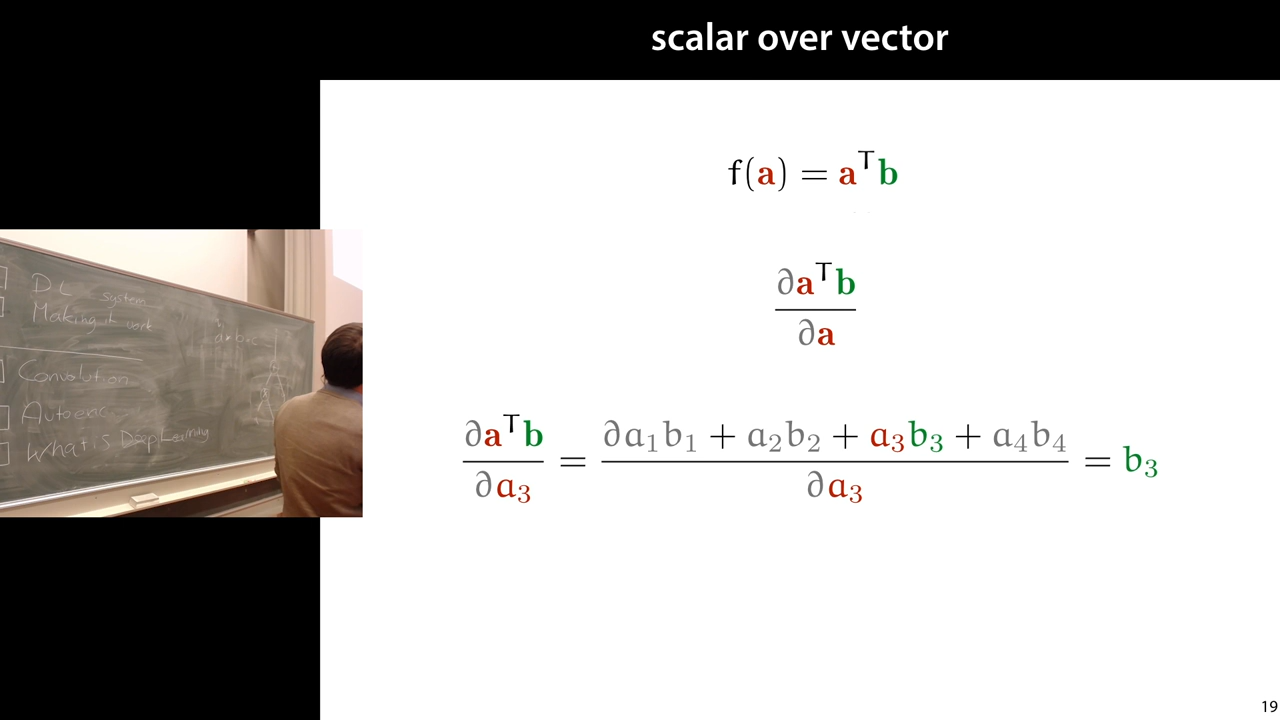 scalar over vector
f(a) = aᵀb
∂aᵀb
∂a
∂aᵀb / ∂a₃ = ∂a₁b₁ + a₂b₂ + a₃b₃ + a₄b₄ / ∂a₃ = b₃
19
DL system
Making it work
a·b·c
Convolution
Autoenc
What is Deep Learning